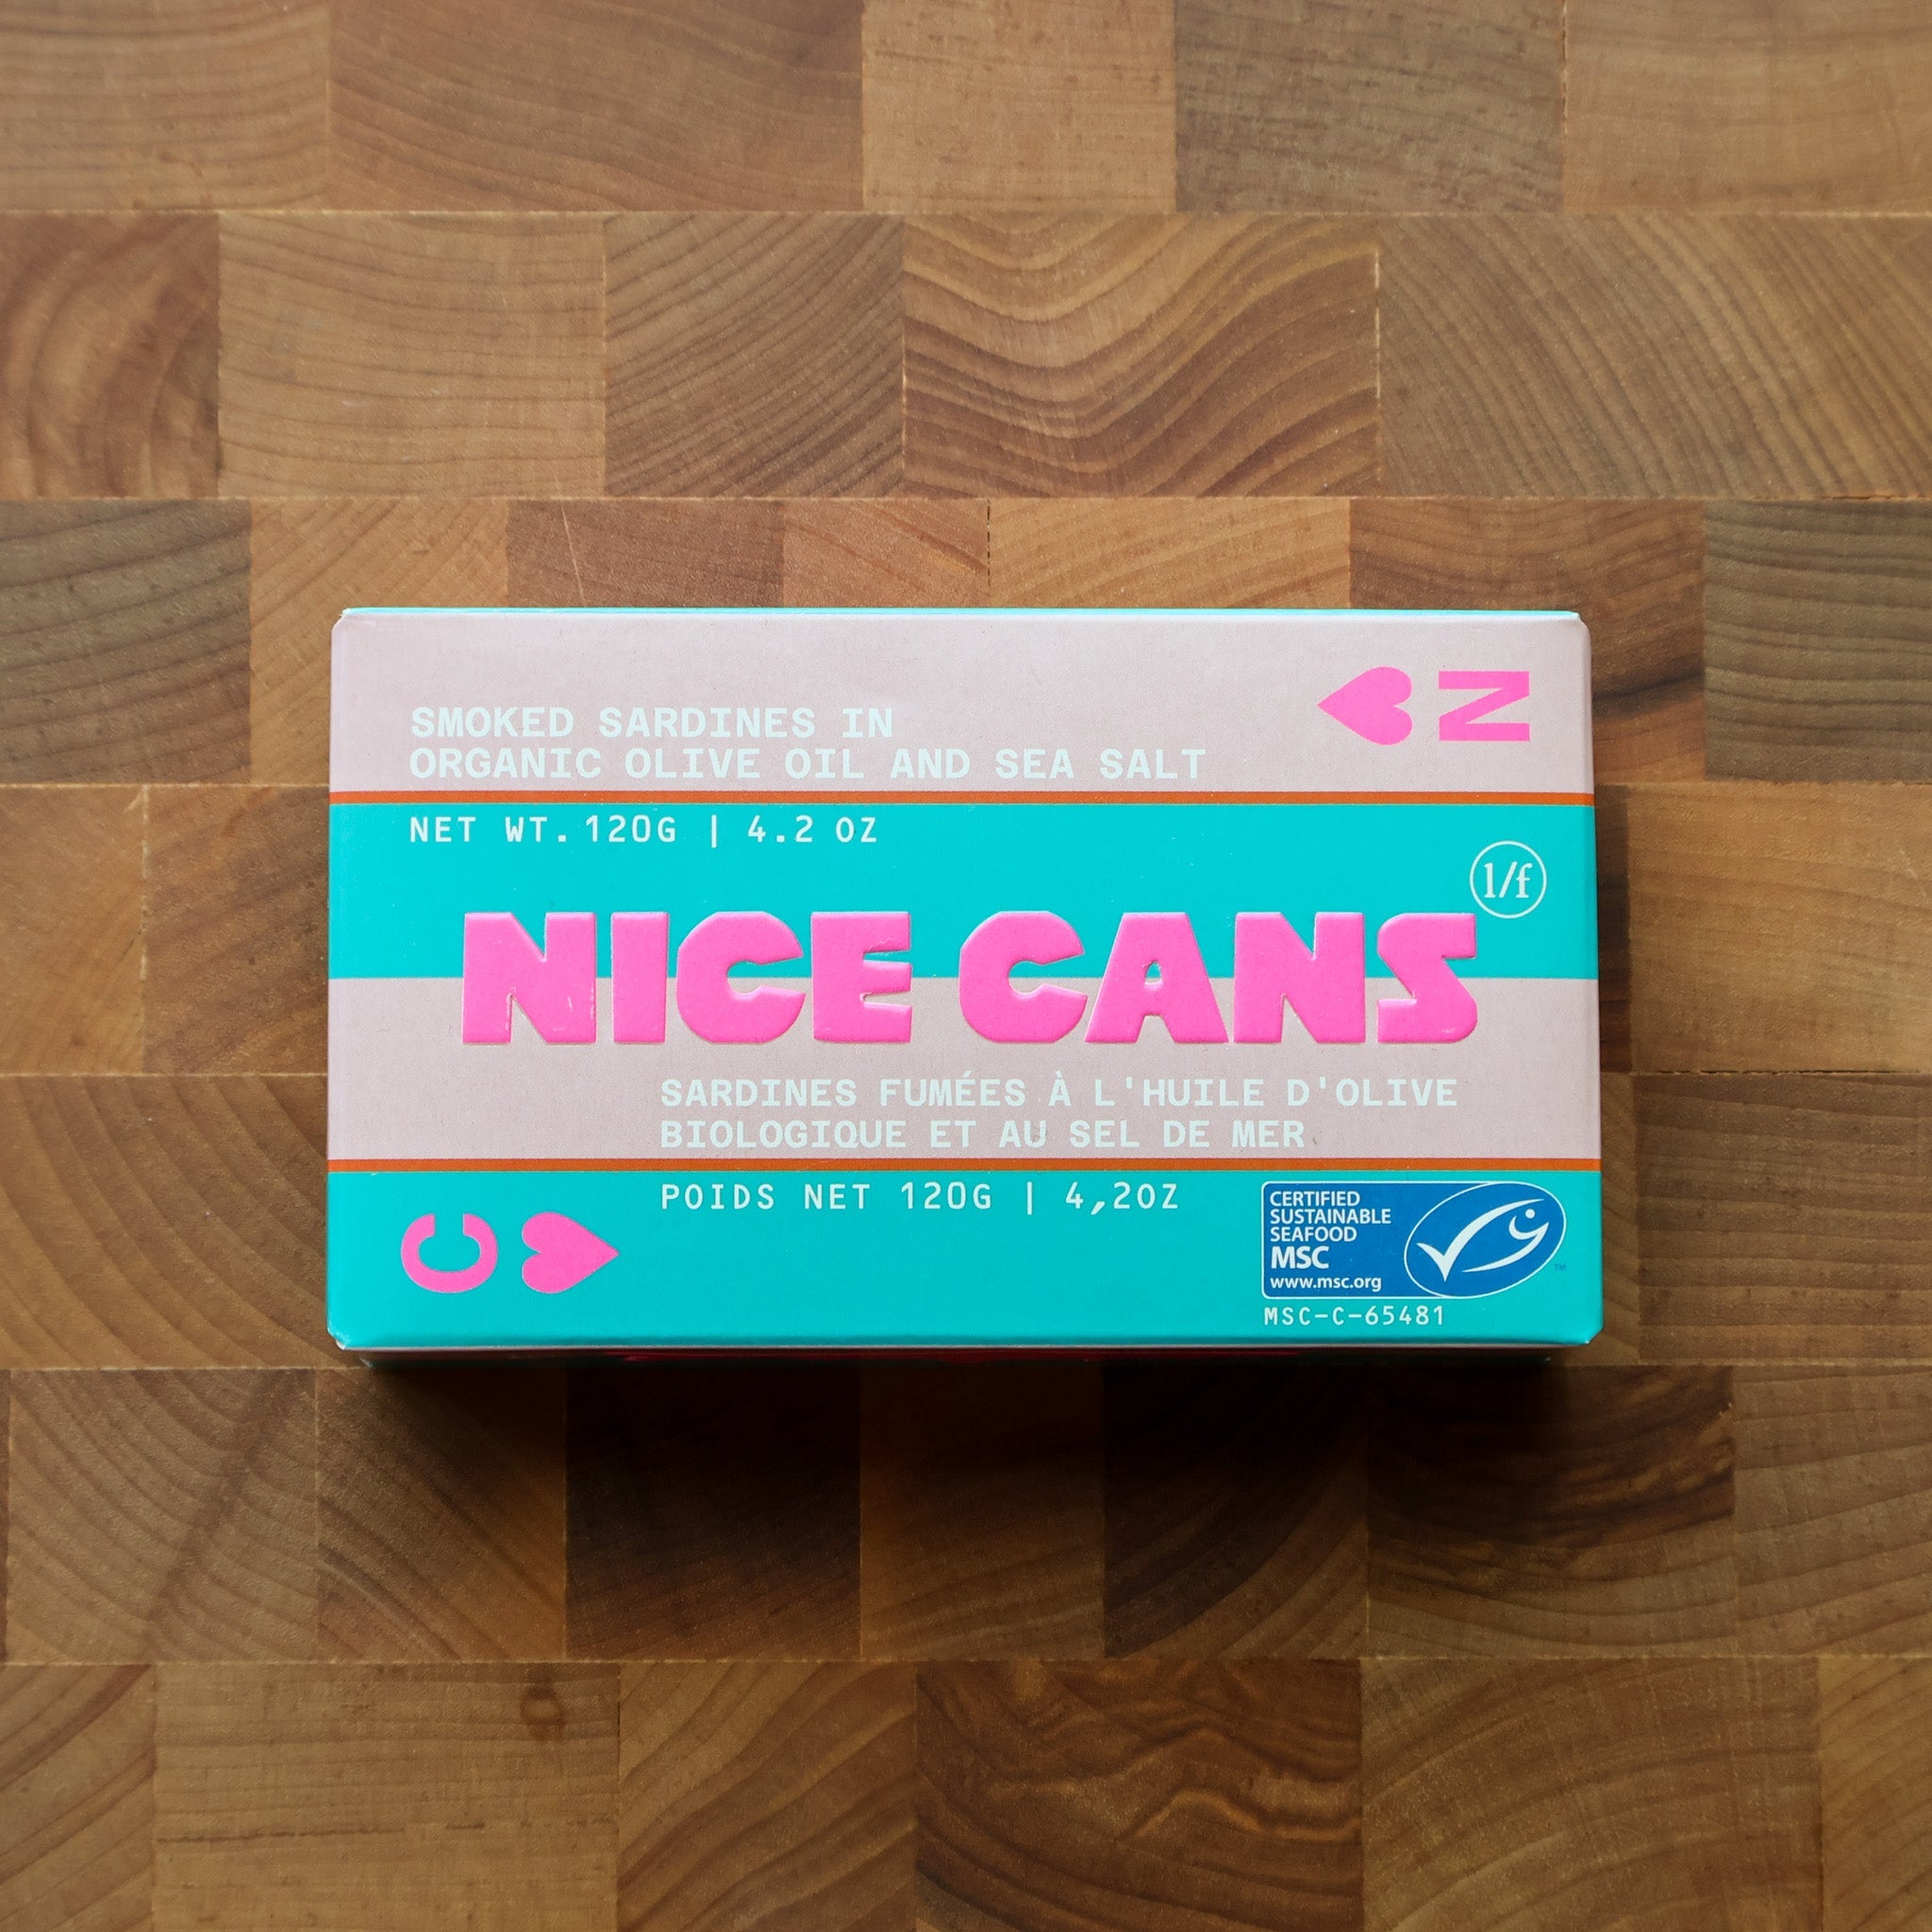 SMOKED SARDINES IN
ORGANIC OLIVE OIL AND SEA SALT
N
NET WT. 120G | 4.2 OZ
1/f
NICE CANS
SARDINES FUMÉES À L'HUILE D'OLIVE
BIOLOGIQUE ET AU SEL DE MER
POIDS NET 120G | 4,2OZ
C
CERTIFIED
SUSTAINABLE
SEAFOOD
MSC
www.msc.org
TM
MSC-C-65481